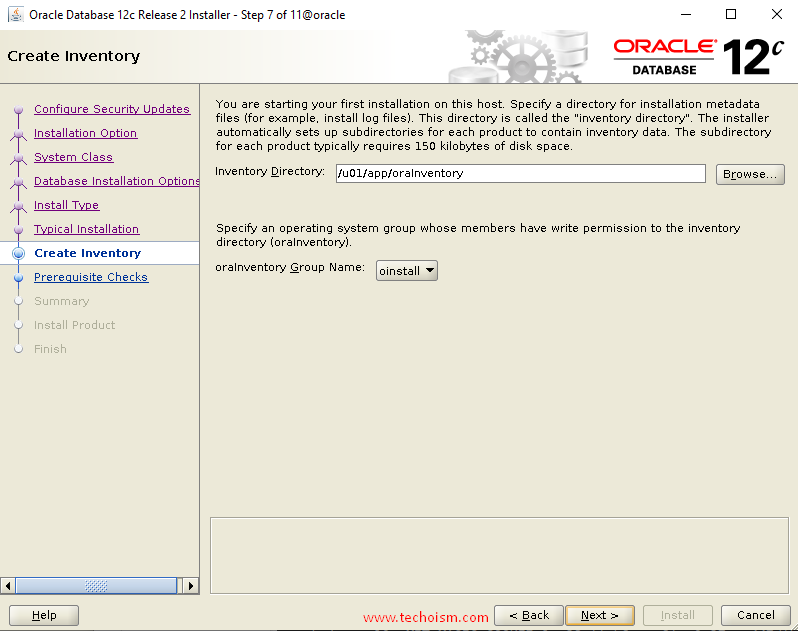 Oracle Database 12c Release 2 Installer - Step 7 of 11@oracle
Create Inventory
ORACLE
DATABASE
12c
Configure Security Updates
Installation Option
System Class
Database Installation Options
Install Type
Typical Installation
Create Inventory
Prerequisite Checks
Summary
Install Product
Finish
You are starting your first installation on this host. Specify a directory for installation metadata
files (for example, install log files). This directory is called the "inventory directory". The installer
automatically sets up subdirectories for each product to contain inventory data. The subdirectory
for each product typically requires 150 kilobytes of disk space.
Inventory Directory: /u01/app/oraInventory Browse...
Specify an operating system group whose members have write permission to the inventory
directory (oraInventory).
oraInventory Group Name: oinstall
Help www.techoism.com < Back Next > Install Cancel